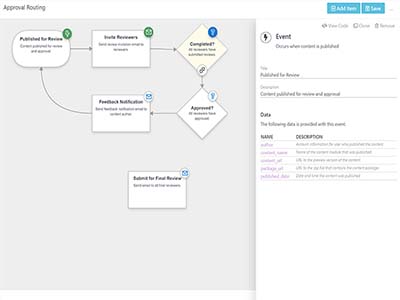 Approval Routing
Add Item
Save
View Code
Close
Remove
Published for Review
Content published for review
and approval
Invite Reviewers
Send review invitation email to
reviewers
Completed?
All reviewers have
submitted reviews
Feedback Notification
Send feedback notification email to
content author.
Approved?
All reviewers have
approved
Submit for Final Review
Send email to all final reviewers
Event
Occurs when content is published
Title
Published for Review
Description
Content published for review and approval
Data
The following data is provided with this event.
NAME DESCRIPTION
author Account information for user who published the content.
content_name Name of the content module that was published.
content_url URL to the preview version of the content.
package_url URL to the zip file that contains the content package.
published_date Date and time the content was published.